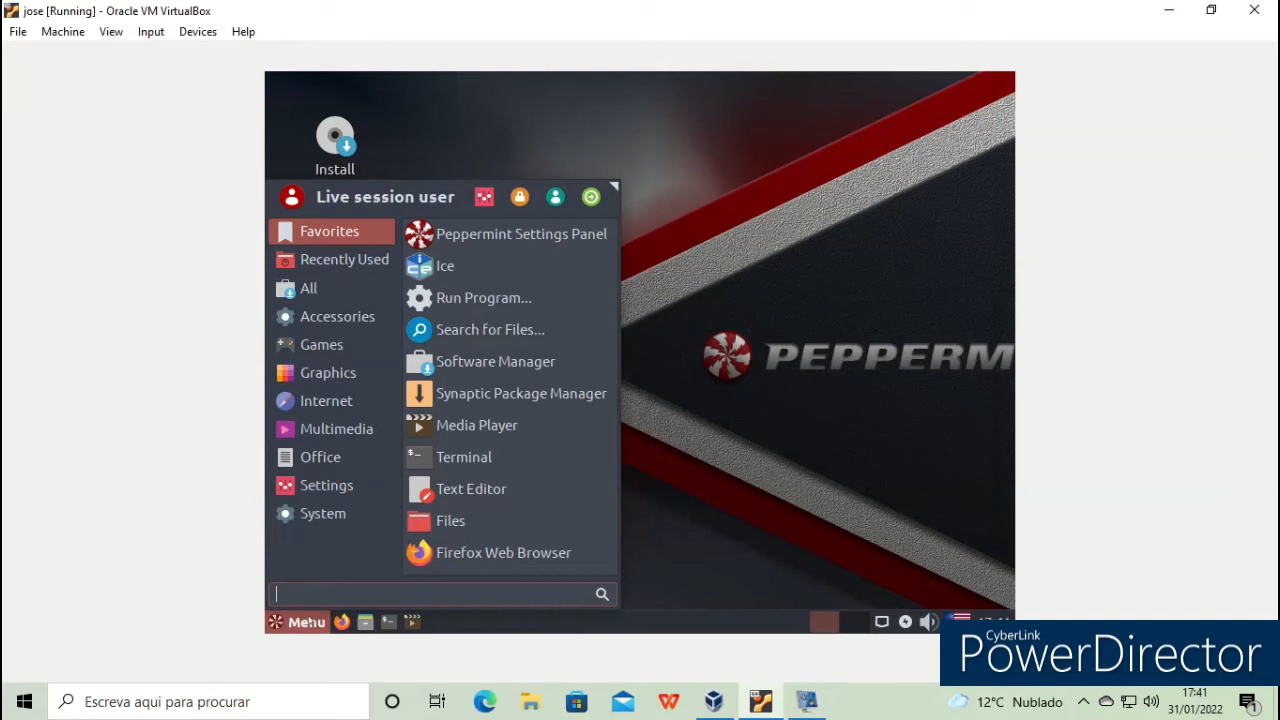 jose [Running] - Oracle VM VirtualBox
File Machine View Input Devices Help
Install
Live session user
Favorites
Recently Used
All
Accessories
Games
Graphics
Internet
Multimedia
Office
Settings
System
Peppermint Settings Panel
Ice
Run Program...
Search for Files...
Software Manager
Synaptic Package Manager
Media Player
Terminal
Text Editor
Files
Firefox Web Browser
PEPPERM
Menu
CyberLink
PowerDirector
Escreva aqui para procurar
12°C Nublado
17:41
31/01/2022
1